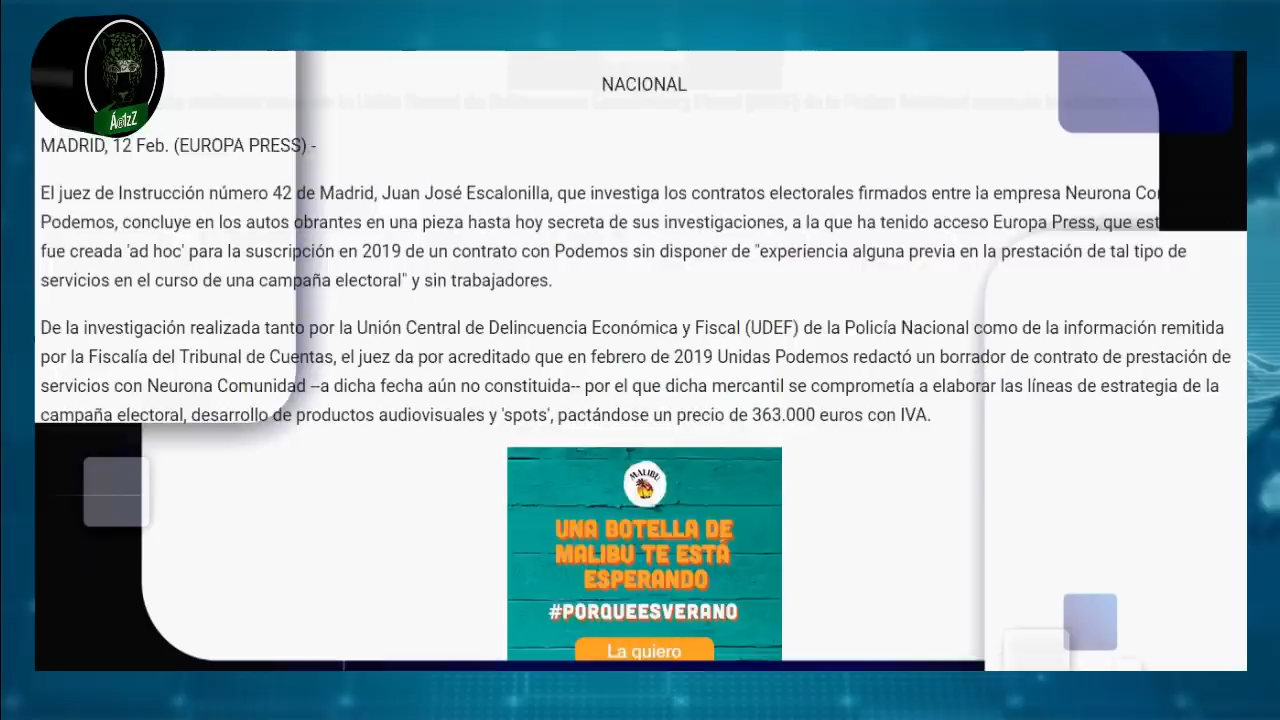 Á@1zZ
NACIONAL
MADRID, 12 Feb. (EUROPA PRESS) -
El juez de Instrucción número 42 de Madrid, Juan José Escalonilla, que investiga los contratos electorales firmados entre la empresa Neurona
Podemos, concluye en los autos obrantes en una pieza hasta hoy secreta de sus investigaciones, a la que ha tenido acceso Europa Press, que
fue creada 'ad hoc' para la suscripción en 2019 de un contrato con Podemos sin disponer de "experiencia alguna previa en la prestación de tal tipo de
servicios en el curso de una campaña electoral" y sin trabajadores.
De la investigación realizada tanto por la Unión Central de Delincuencia Económica y Fiscal (UDEF) de la Policía Nacional como de la información remitida
por la Fiscalía del Tribunal de Cuentas, el juez da por acreditado que en febrero de 2019 Unidas Podemos redactó un borrador de contrato de prestación de
servicios con Neurona Comunidad --a dicha fecha aún no constituida-- por el que dicha mercantil se comprometía a elaborar las líneas de estrategia de la
campaña electoral, desarrollo de productos audiovisuales y 'spots', pactándose un precio de 363.000 euros con IVA.
MALIBU
UNA BOTELLA DE
MALIBU TE ESTÁ
ESPERANDO
#PORQUEESVERANO
La quiero